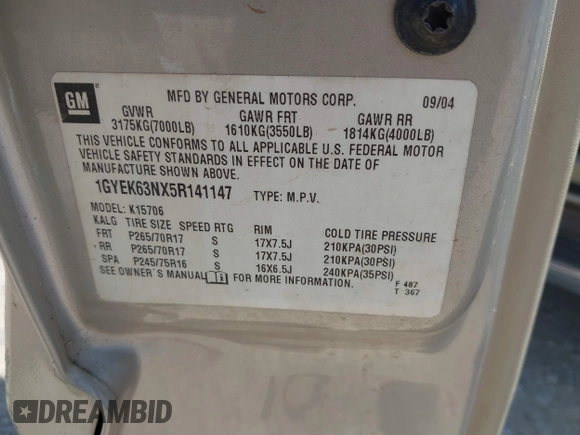 GM
MFD BY GENERAL MOTORS CORP. 09/04
GVWR GAWR FRT GAWR RR
3175KG(7000LB) 1610KG(3550LB) 1814KG(4000LB)
THIS VEHICLE CONFORMS TO ALL APPLICABLE U.S. FEDERAL MOTOR
VEHICLE SAFETY STANDARDS IN EFFECT ON THE DATE OF
MANUFACTURE SHOWN ABOVE.
1GYEK63NX5R141147 TYPE: M.P.V.
MODEL: K15706
KALG TIRE SIZE SPEED RTG RIM COLD TIRE PRESSURE
FRT P265/70R17 S 17X7.5J 210KPA(30PSI)
RR P265/70R17 S 17X7.5J 210KPA(30PSI)
SPA P245/75R16 S 16X6.5J 240KPA(35PSI)
SEE OWNER'S MANUAL FOR MORE INFORMATION.
F 487
T 367
DREAMBID